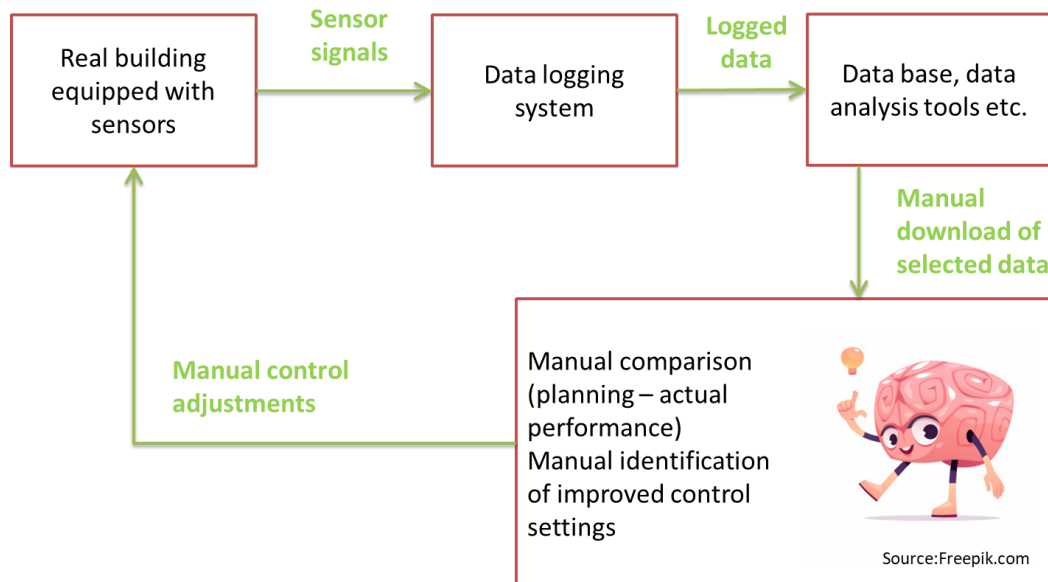 Real building
equipped with
sensors
Sensor
signals
Data logging
system
Logged
data
Data base, data
analysis tools etc.
Manual
download of
selected data
Manual comparison
(planning – actual
performance)
Manual identification
of improved control
settings
Source:Freepik.com
Manual control
adjustments